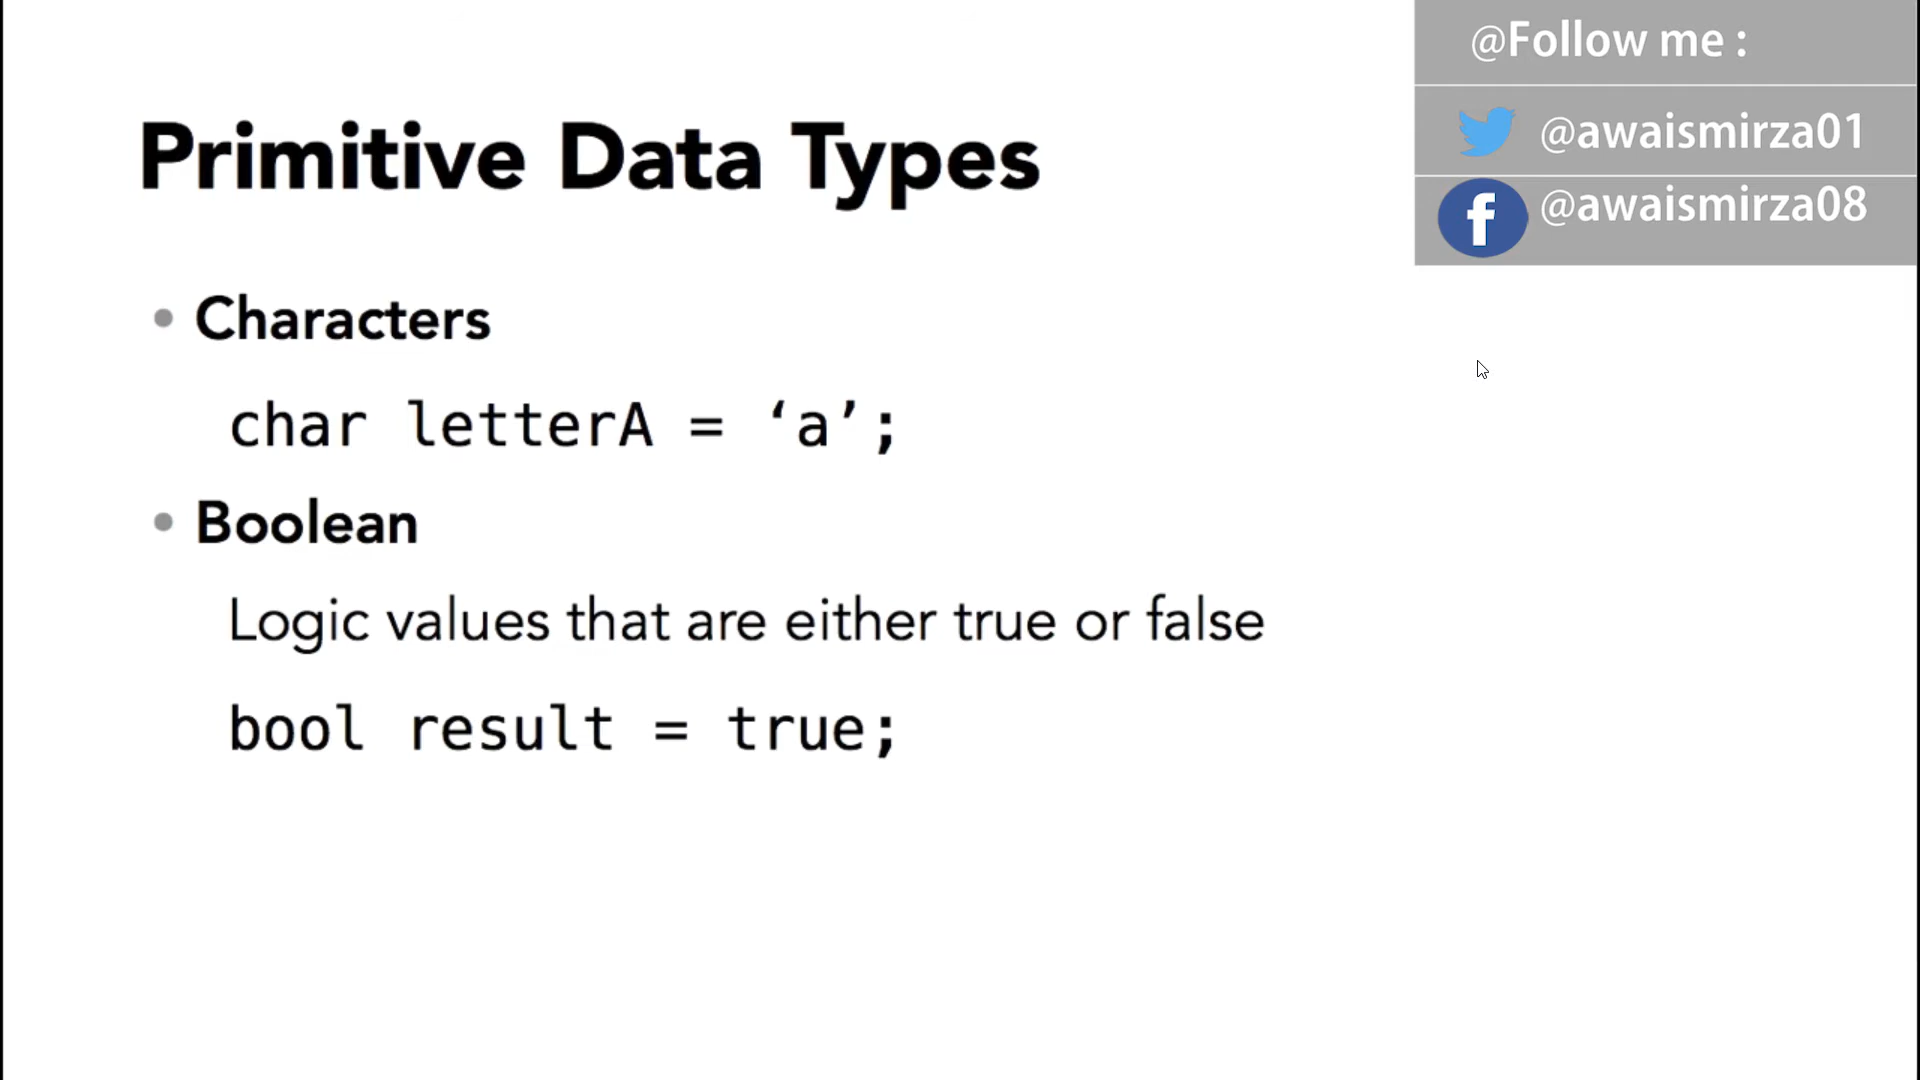 Primitive Data Types
• Characters
char letterA = ‘a’;
• Boolean
Logic values that are either true or false
bool result = true;
@Follow me :
@awaismirza01
@awaismirza08